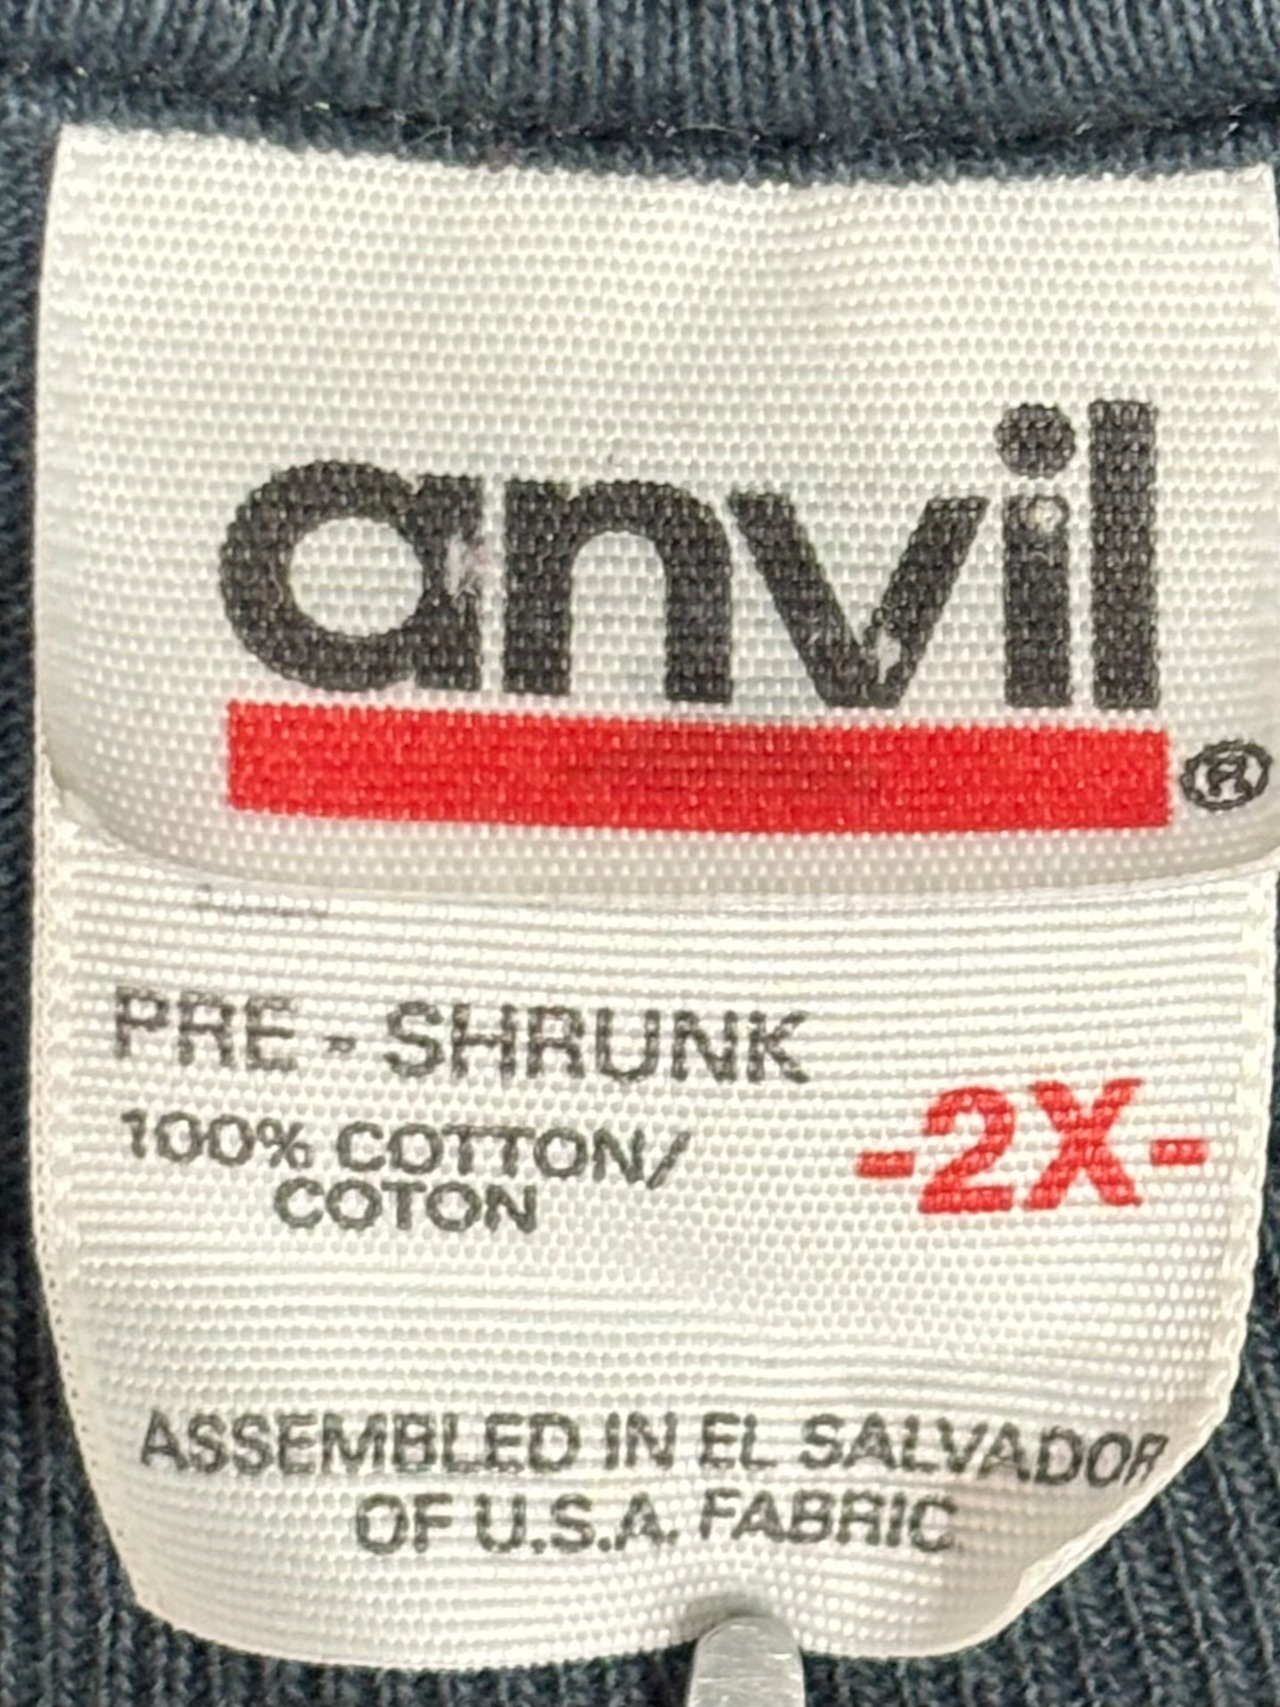 anvil®
PRE - SHRUNK
100% COTTON/
COTON
-2X-
ASSEMBLED IN EL SALVADOR
OF U.S.A. FABRIC